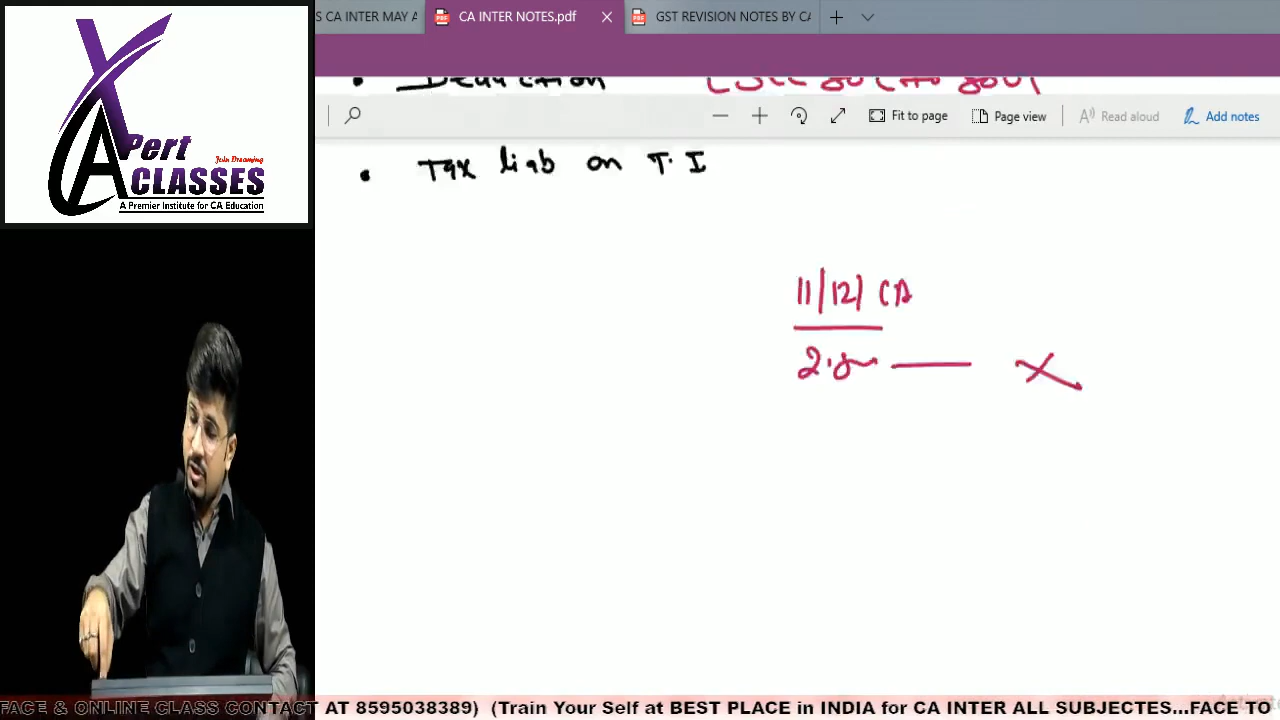 S CA INTER MAY A
CA INTER NOTES.pdf
GST REVISION NOTES BY CA
Deduction
Fit to page
Page view
Read aloud
Add notes
• Tax liab on T.I
11/12/ CA
XPert
Join Dreaming
CA CLASSES
A Premier Institute for CA Education
FACE & ONLINE CLASS CONTACT AT 8595038389) (Train Your Self at BEST PLACE in INDIA for CA INTER ALL SUBJECTES...FACE TO